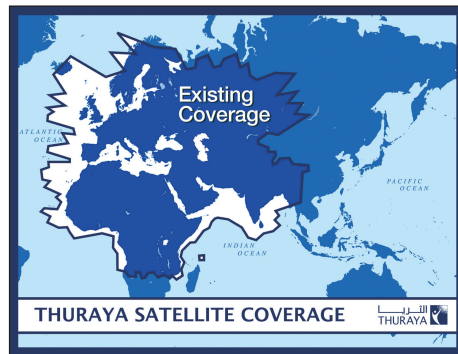 Existing
Coverage
ATLANTIC
OCEAN
PACIFIC
OCEAN
INDIAN
OCEAN
THURAYA SATELLITE COVERAGE
الثريا
THURAYA